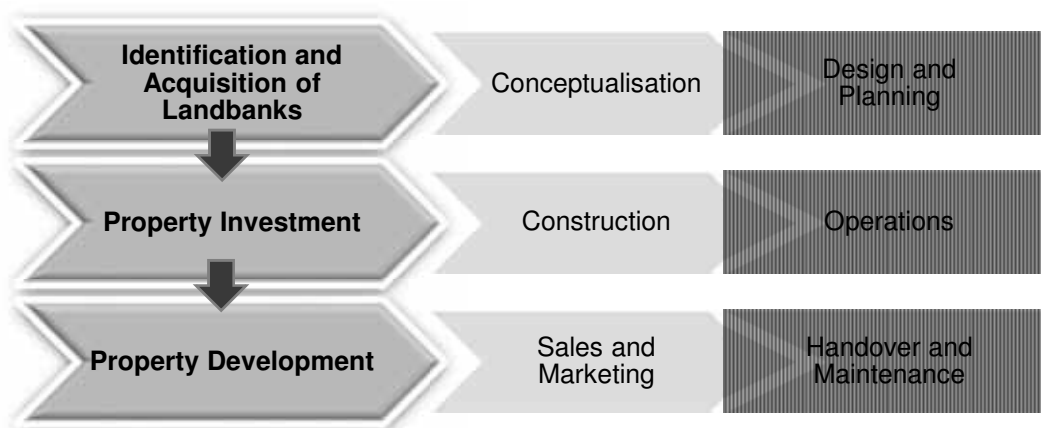 Identification and
Acquisition of
Landbanks
Conceptualisation
Design and
Planning
Property Investment
Construction
Operations
Property Development
Sales and
Marketing
Handover and
Maintenance